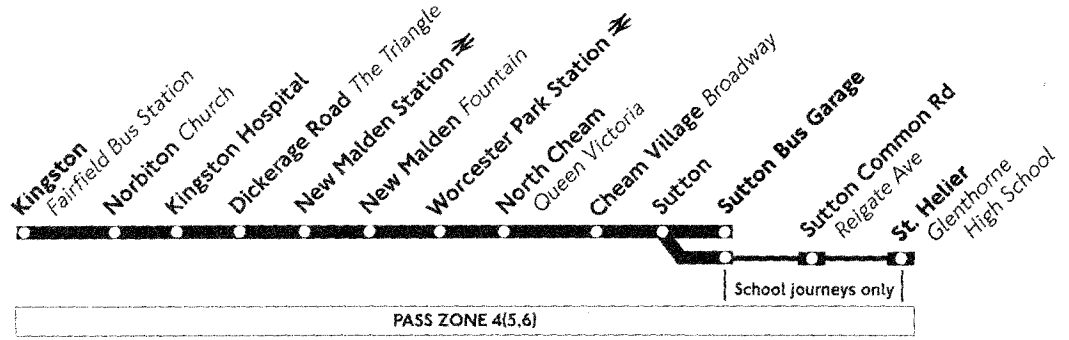 Kingston
Fairfield Bus Station
Norbiton Church
Kingston Hospital
Dickerage Road The Triangle
New Malden Station
New Malden Fountain
Worcester Park Station
North Cheam
Queen Victoria
Cheam Village Broadway
Sutton
Sutton Bus Garage
Sutton Common Rd
Reigate Ave
St. Helier
Glenthorne
High School
School journeys only
PASS ZONE 4(5,6)